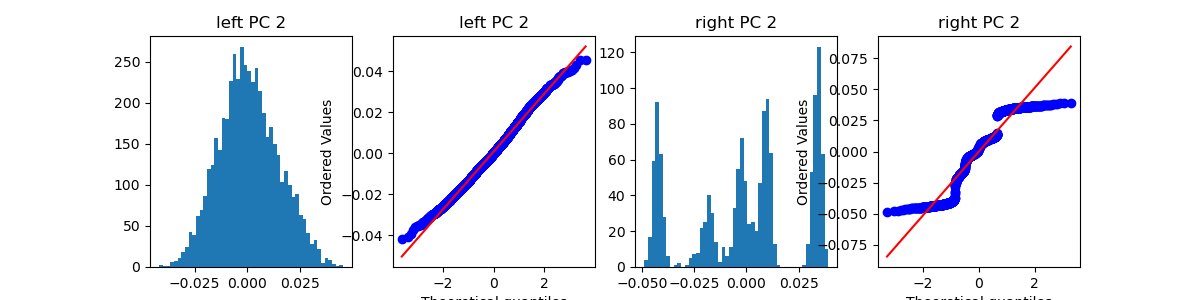 left PC 2
250
200
150
100
50
0
−0.025 0.000 0.025
left PC 2
Ordered Values
0.04
0.02
0.00
−0.02
−0.04
−2 0 2
Theoretical quantiles
right PC 2
120
100
80
60
40
20
0
−0.050 −0.025 0.000 0.025
right PC 2
Ordered Values
0.075
0.050
0.025
0.000
−0.025
−0.050
−0.075
−2 0 2
Theoretical quantiles